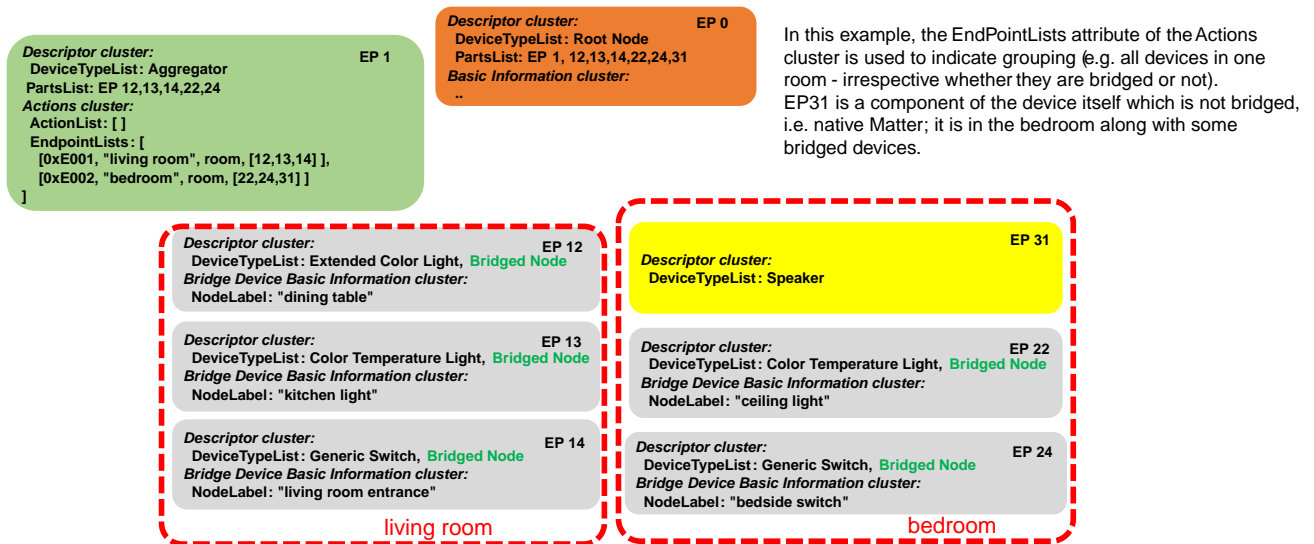 Descriptor cluster: EP 1
DeviceTypeList: Aggregator
PartsList: EP 12,13,14,22,24
Actions cluster:
ActionList: [ ]
EndpointLists: [
[0xE001, "living room", room, [12,13,14] ],
[0xE002, "bedroom", room, [22,24,31] ]
]
Descriptor cluster: EP 0
DeviceTypeList: Root Node
PartsList: EP 1, 12,13,14,22,24,31
Basic Information cluster:
..
In this example, the EndPointLists attribute of the Actions
cluster is used to indicate grouping (e.g. all devices in one
room - irrespective whether they are bridged or not).
EP31 is a component of the device itself which is not bridged,
i.e. native Matter; it is in the bedroom along with some
bridged devices.
Descriptor cluster: EP 12
DeviceTypeList: Extended Color Light, Bridged Node
Bridge Device Basic Information cluster:
NodeLabel: "dining table"
Descriptor cluster: EP 13
DeviceTypeList: Color Temperature Light, Bridged Node
Bridge Device Basic Information cluster:
NodeLabel: "kitchen light"
Descriptor cluster: EP 14
DeviceTypeList: Generic Switch, Bridged Node
Bridge Device Basic Information cluster:
NodeLabel: "living room entrance"
living room
EP 31
Descriptor cluster:
DeviceTypeList: Speaker
Descriptor cluster: EP 22
DeviceTypeList: Color Temperature Light, Bridged Node
Bridge Device Basic Information cluster:
NodeLabel: "ceiling light"
Descriptor cluster: EP 24
DeviceTypeList: Generic Switch, Bridged Node
Bridge Device Basic Information cluster:
NodeLabel: "bedside switch"
bedroom